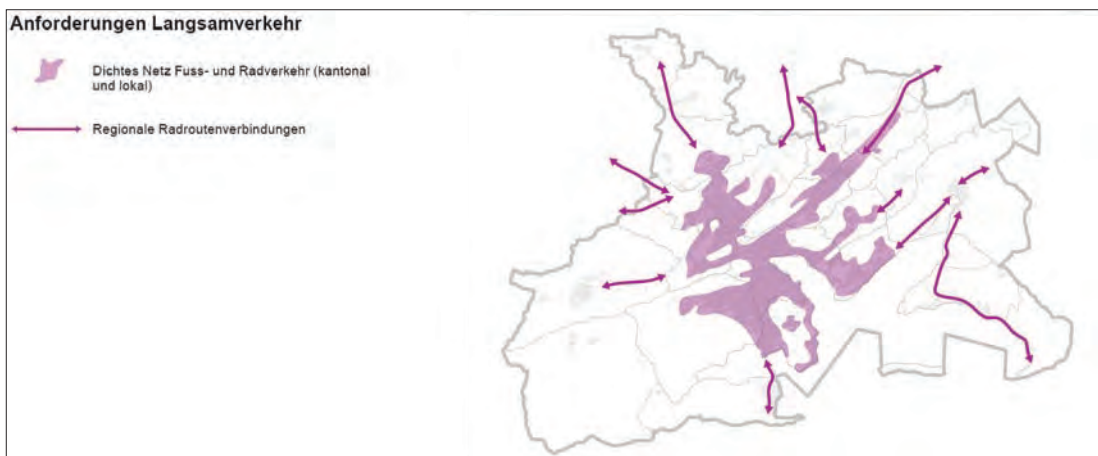 Anforderungen Langsamverkehr
Dichtes Netz Fuss- und Radverkehr (kantonal
und lokal)
Regionale Radroutenverbindungen